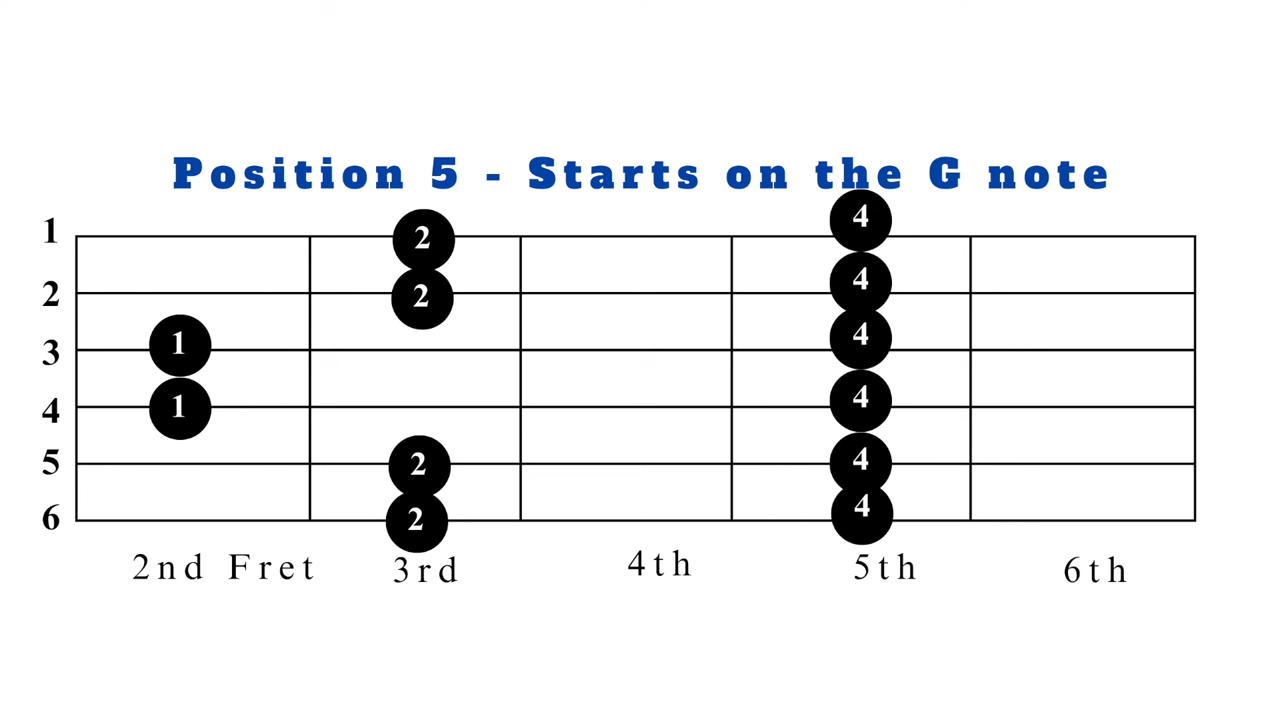 Position 5 - Starts on the G note
1 2 4
2 2 4
3 1 4
4 1 4
5 2 4
6 2 4
2nd Fret 3rd 4th 5th 6th